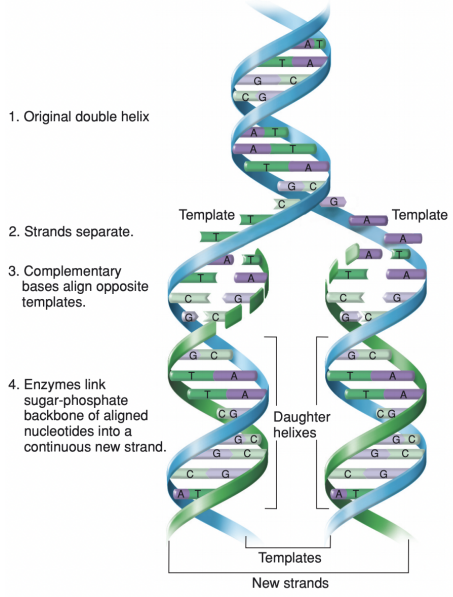 A T
T A
G C
C G
1. Original double helix
A T
A T
T A
G C
C G
Template T A Template
2. Strands separate. T A
3. Complementary
bases align opposite
templates.
A T A T
T A T A
C G C G
G C G C
G C G C
T A T A
4. Enzymes link
sugar-phosphate
backbone of aligned
nucleotides into a
continuous new strand.
T A T A
C G C G
Daughter
helixes
G C G C
G C G C
C G C G
A T A T
Templates
New strands